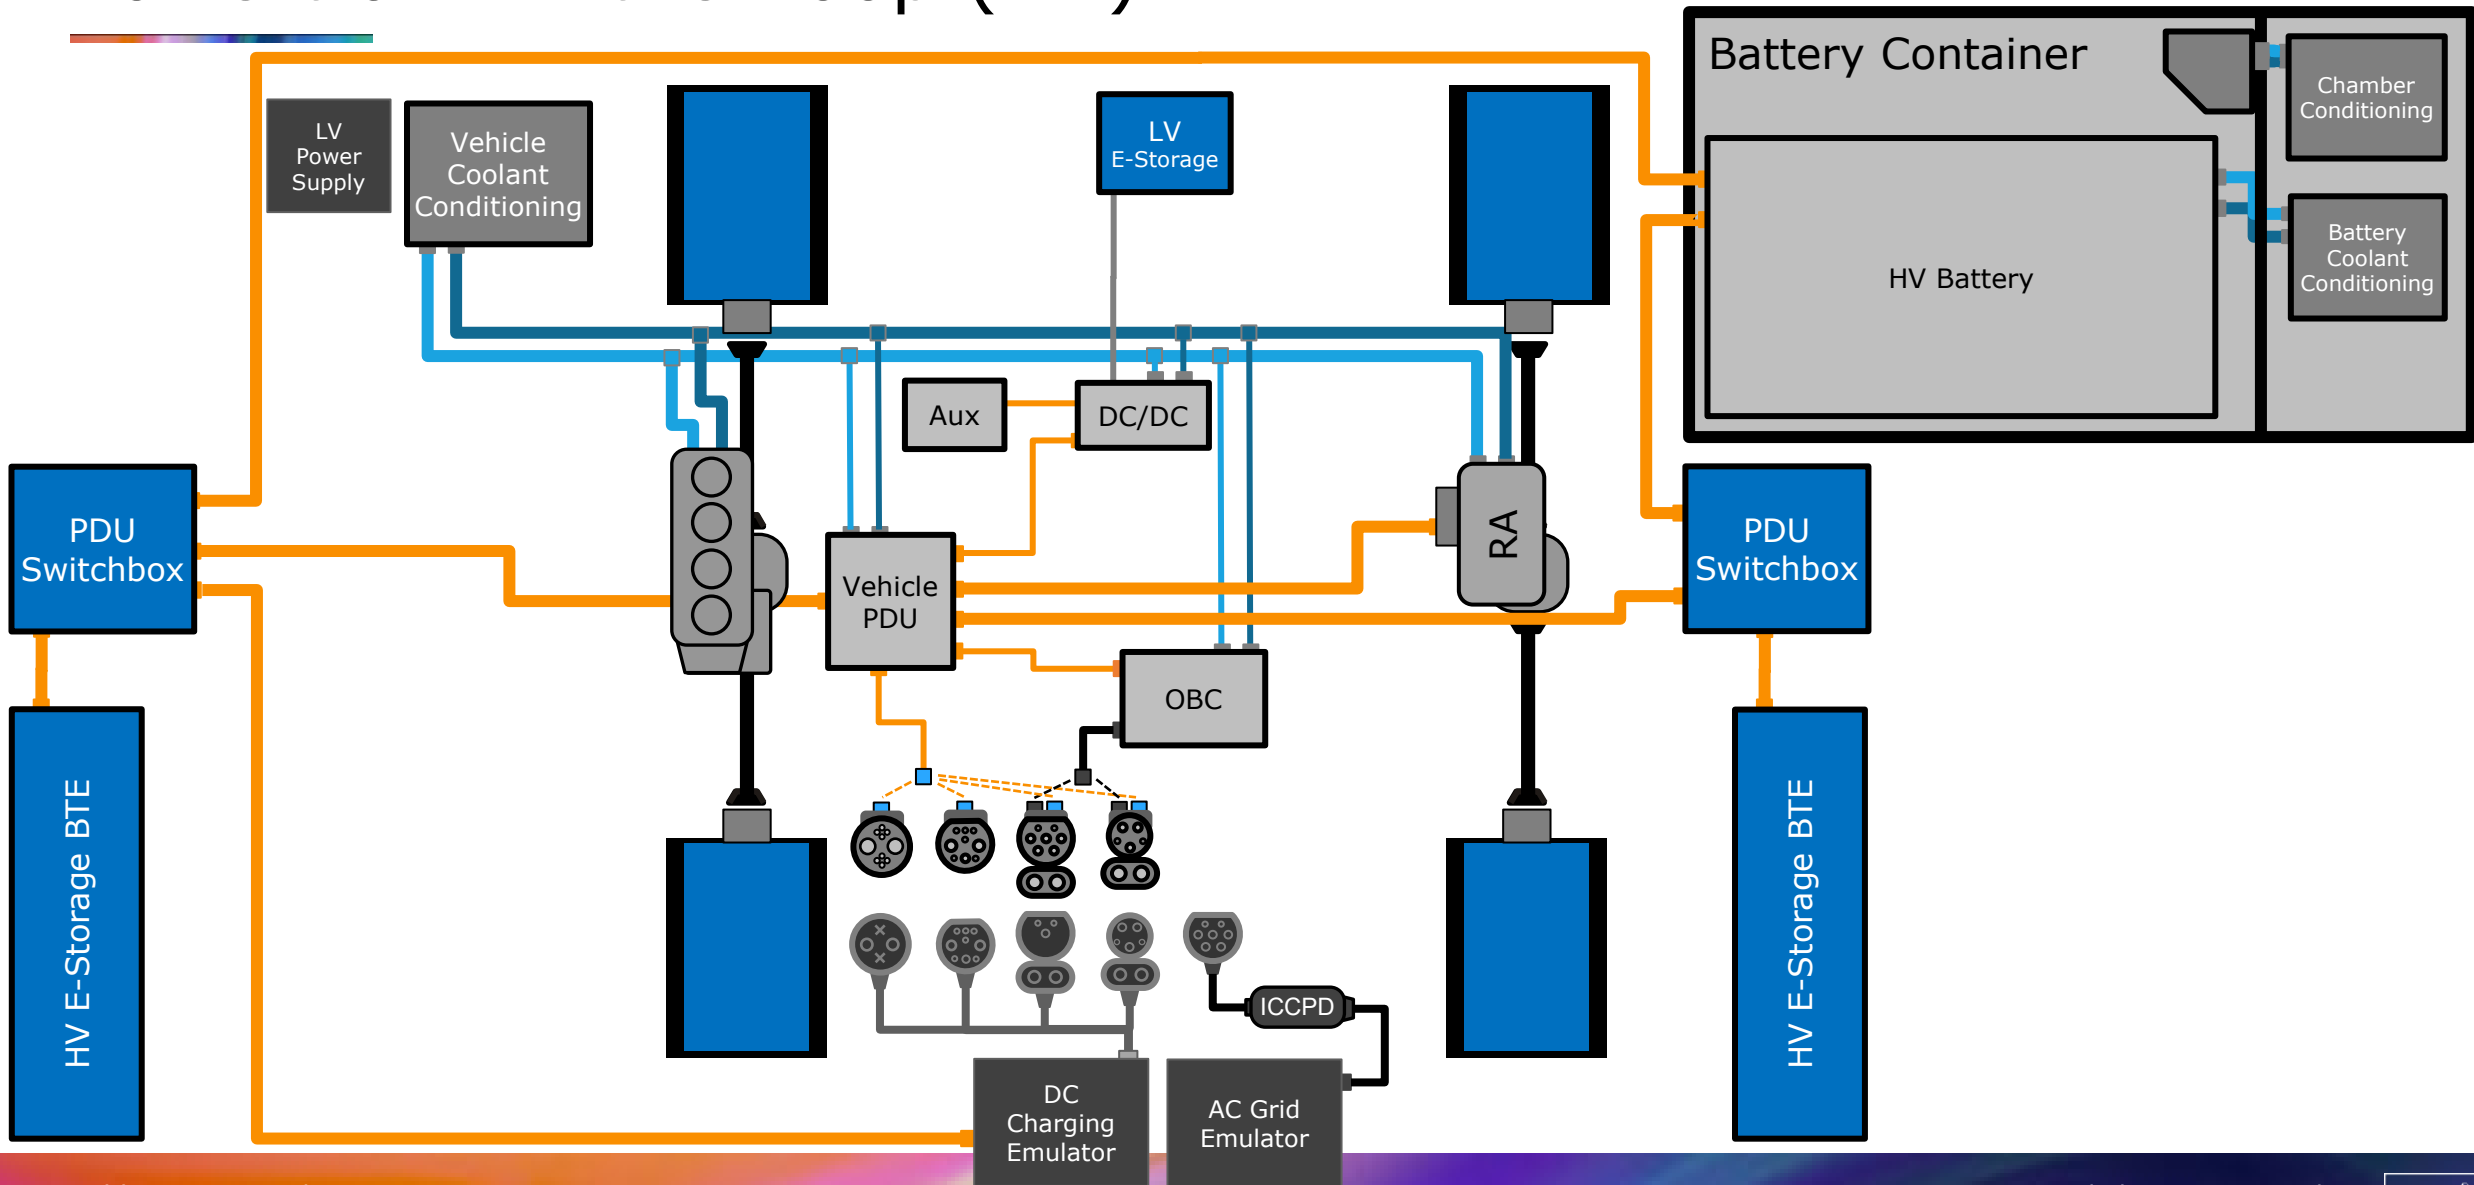 Battery Container
Chamber
Conditioning
LV
Power
Supply
Vehicle
Coolant
Conditioning
LV
E-Storage
Battery
Coolant
Conditioning
HV Battery
Aux
DC/DC
PDU
Switchbox
RA
PDU
Switchbox
Vehicle
PDU
OBC
HV E-Storage BTE
HV E-Storage BTE
ICCPD
DC
Charging
Emulator
AC Grid
Emulator